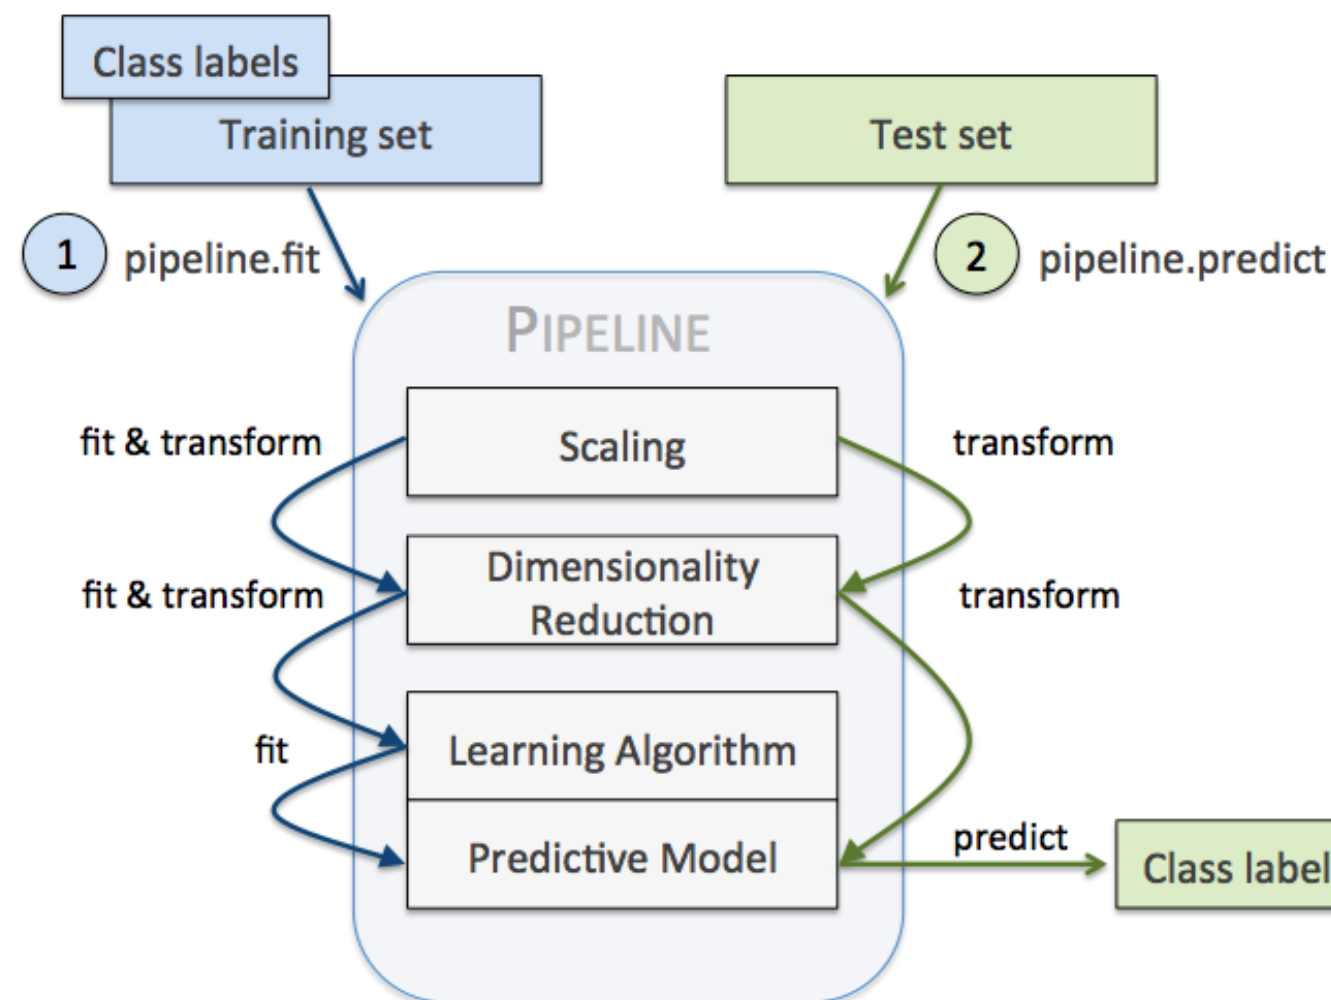 Class labels
Training set
Test set
1
pipeline.fit
2
pipeline.predict
PIPELINE
fit & transform
Scaling
transform
fit & transform
Dimensionality
Reduction
transform
fit
Learning Algorithm
Predictive Model
predict
Class label